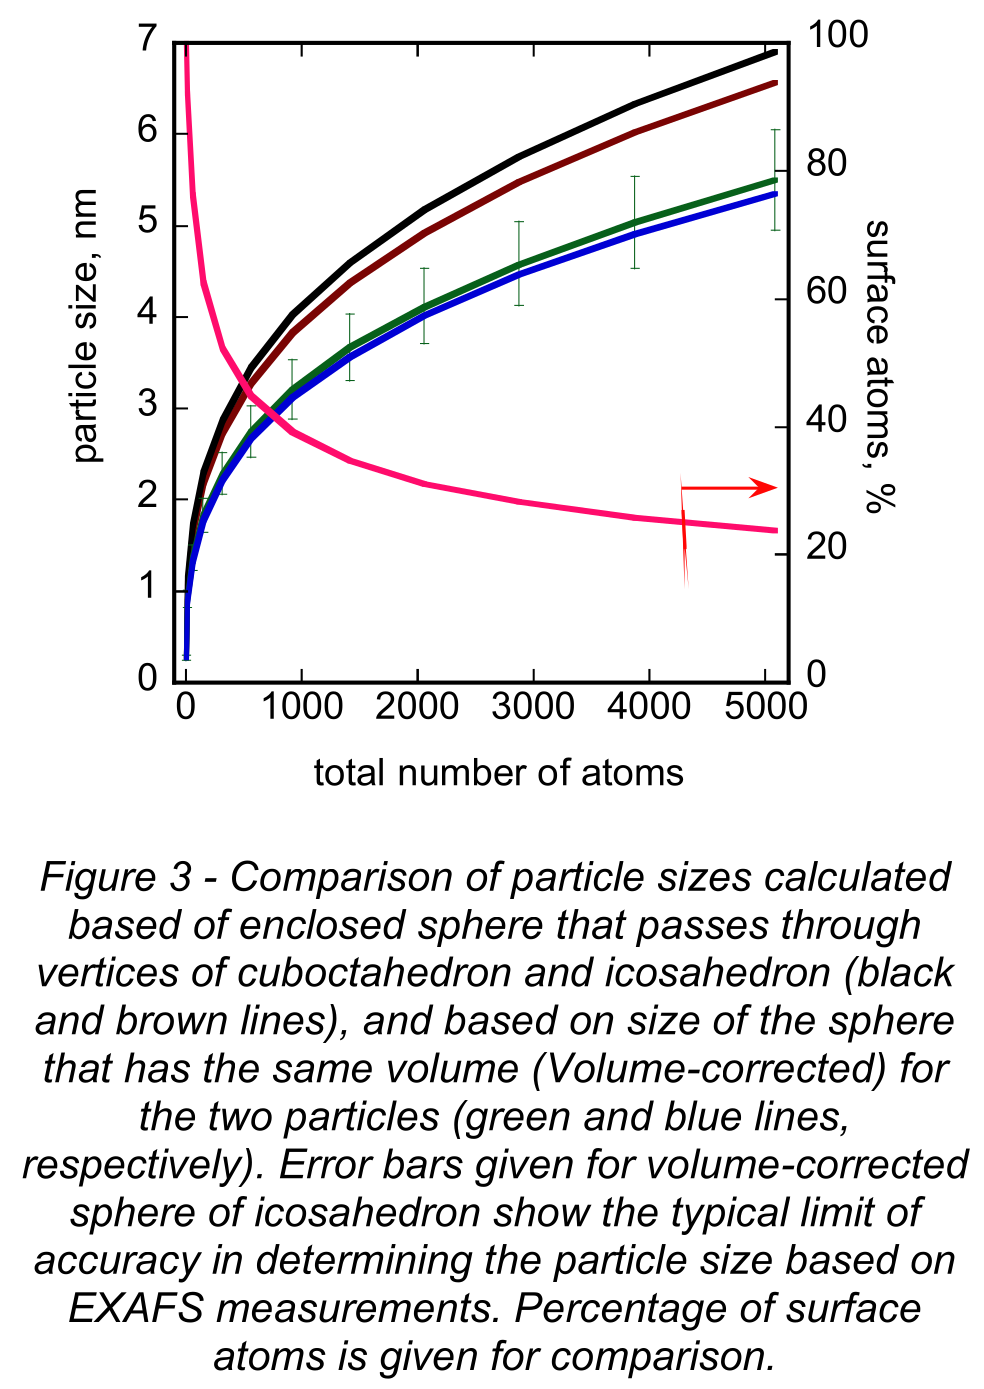 7
6
5
4
3
2
1
0
particle size, nm
100
80
60
40
20
0
surface atoms, %
0 1000 2000 3000 4000 5000
total number of atoms
Figure 3 - Comparison of particle sizes calculated
based of enclosed sphere that passes through
vertices of cuboctahedron and icosahedron (black
and brown lines), and based on size of the sphere
that has the same volume (Volume-corrected) for
the two particles (green and blue lines,
respectively). Error bars given for volume-corrected
sphere of icosahedron show the typical limit of
accuracy in determining the particle size based on
EXAFS measurements. Percentage of surface
atoms is given for comparison.